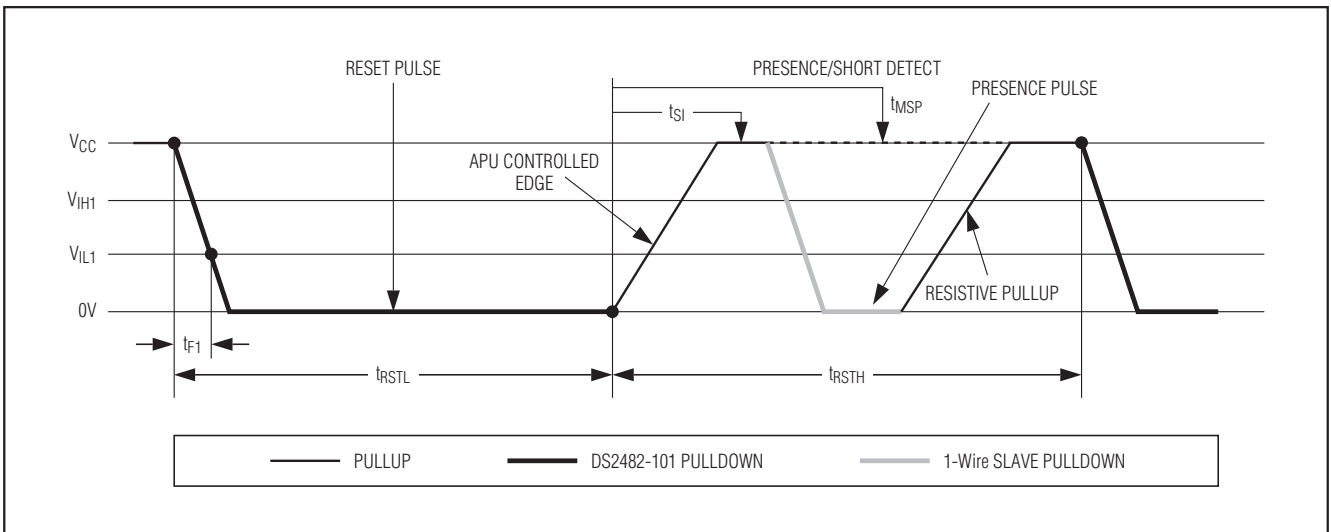 RESET PULSE
PRESENCE/SHORT DETECT
PRESENCE PULSE
tSI
tMSP
VCC
APU CONTROLLED
EDGE
VIH1
VIL1
RESISTIVE PULLUP
0V
tF1
tRSTL
tRSTH
PULLUP
DS2482-101 PULLDOWN
1-Wire SLAVE PULLDOWN